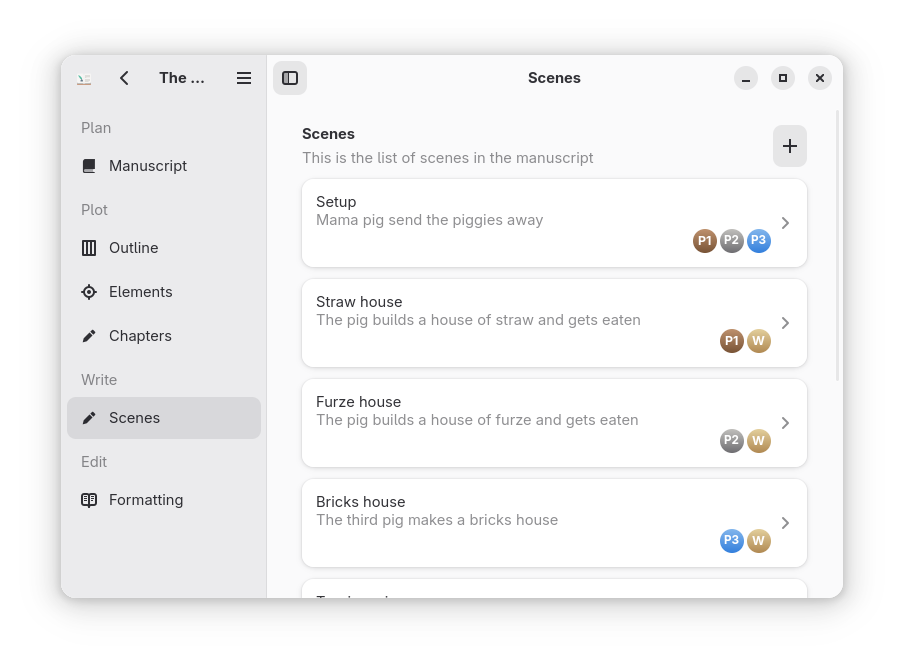 The ...
Scenes
Plan
Manuscript
Plot
Outline
Elements
Chapters
Write
Scenes
Edit
Formatting
Scenes
This is the list of scenes in the manuscript
Setup
Mama pig send the piggies away
P1 P2 P3
Straw house
The pig builds a house of straw and gets eaten
P1 W
Furze house
The pig builds a house of furze and gets eaten
P2 W
Bricks house
The third pig makes a bricks house
P3 W